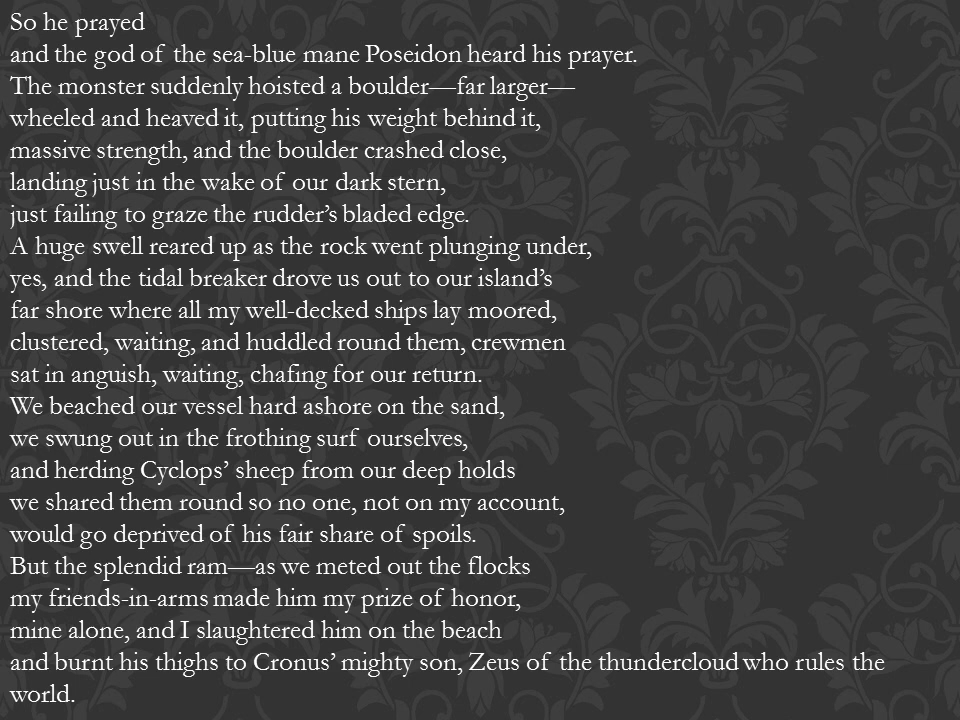 So he prayed
and the god of the sea-blue mane Poseidon heard his prayer.
The monster suddenly hoisted a boulder—far larger—
wheeled and heaved it, putting his weight behind it,
massive strength, and the boulder crashed close,
landing just in the wake of our dark stern,
just failing to graze the rudder’s bladed edge.
A huge swell reared up as the rock went plunging under,
yes, and the tidal breaker drove us out to our island’s
far shore where all my well-decked ships lay moored,
clustered, waiting, and huddled round them, crewmen
sat in anguish, waiting, chafing for our return.
We beached our vessel hard ashore on the sand,
we swung out in the frothing surf ourselves,
and herding Cyclops’ sheep from our deep holds
we shared them round so no one, not on my account,
would go deprived of his fair share of spoils.
But the splendid ram—as we meted out the flocks
my friends-in-arms made him my prize of honor,
mine alone, and I slaughtered him on the beach
and burnt his thighs to Cronus’ mighty son, Zeus of the thundercloud who rules the
world.